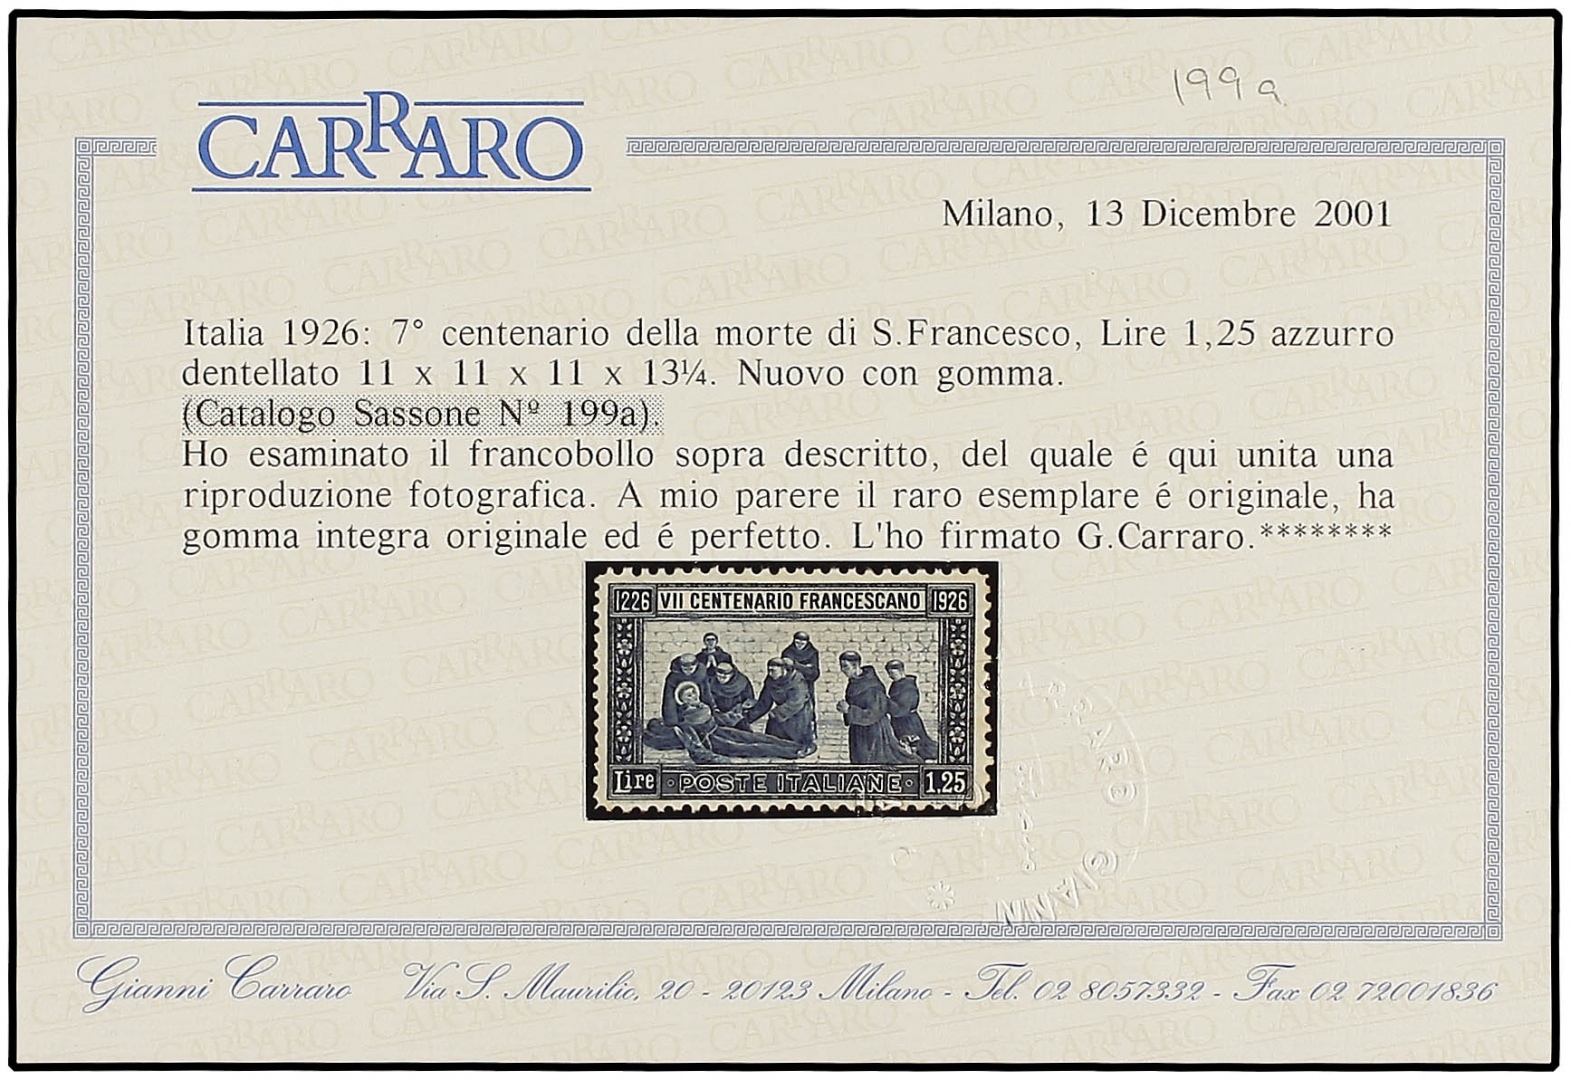 199a
CARRARO
Milano, 13 Dicembre 2001
Italia 1926: 7° centenario della morte di S.Francesco, Lire 1,25 azzurro
dentellato 11 x 11 x 11 x 13¼. Nuovo con gomma.
(Catalogo Sassone Nº 199a).
Ho esaminato il francobollo sopra descritto, del quale é qui unita una
riproduzione fotografica. A mio parere il raro esemplare é originale, ha
gomma integra originale ed é perfetto. L'ho firmato G.Carraro.********
1226 VII CENTENARIO FRANCESCANO 1926
Lire ·POSTE ITALIANE· 1.25
GIANNI CARRARO
Gianni Carraro Via S. Maurilio, 20 - 20123 Milano - Tel. 02 8057332 - Fax 02 72001836